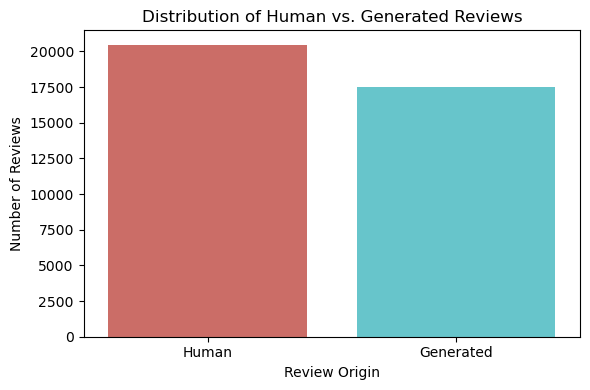 Distribution of Human vs. Generated Reviews
20000
17500
15000
12500
10000
7500
5000
2500
0
Number of Reviews
Human
Generated
Review Origin